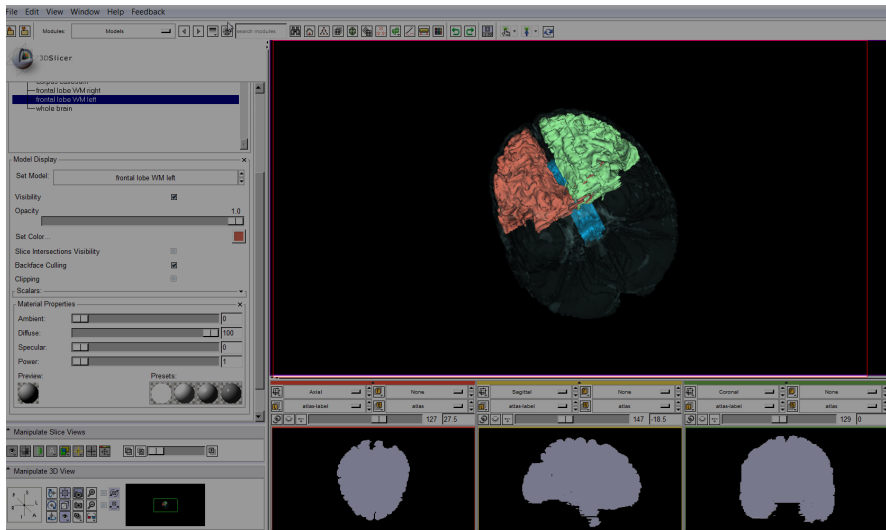 File Edit View Window Help Feedback
Modules: Models search modules
3DSlicer
frontal lobe WM right
frontal lobe WM left
whole brain
Model Display
Set Model: frontal lobe WM left
Visibility
Opacity 1.0
Set Color...
Slice Intersections Visibility
Backface Culling
Clipping
Scalars:
Material Properties
Ambient: 0
Diffuse: 100
Specular: 0
Power: 1
Preview: Presets:
Axial None Sagittal None Coronal None
atlas-label atlas atlas-label atlas atlas-label atlas
127 27.5 147 -18.5 129 0
Manipulate Slice Views
Manipulate 3D View